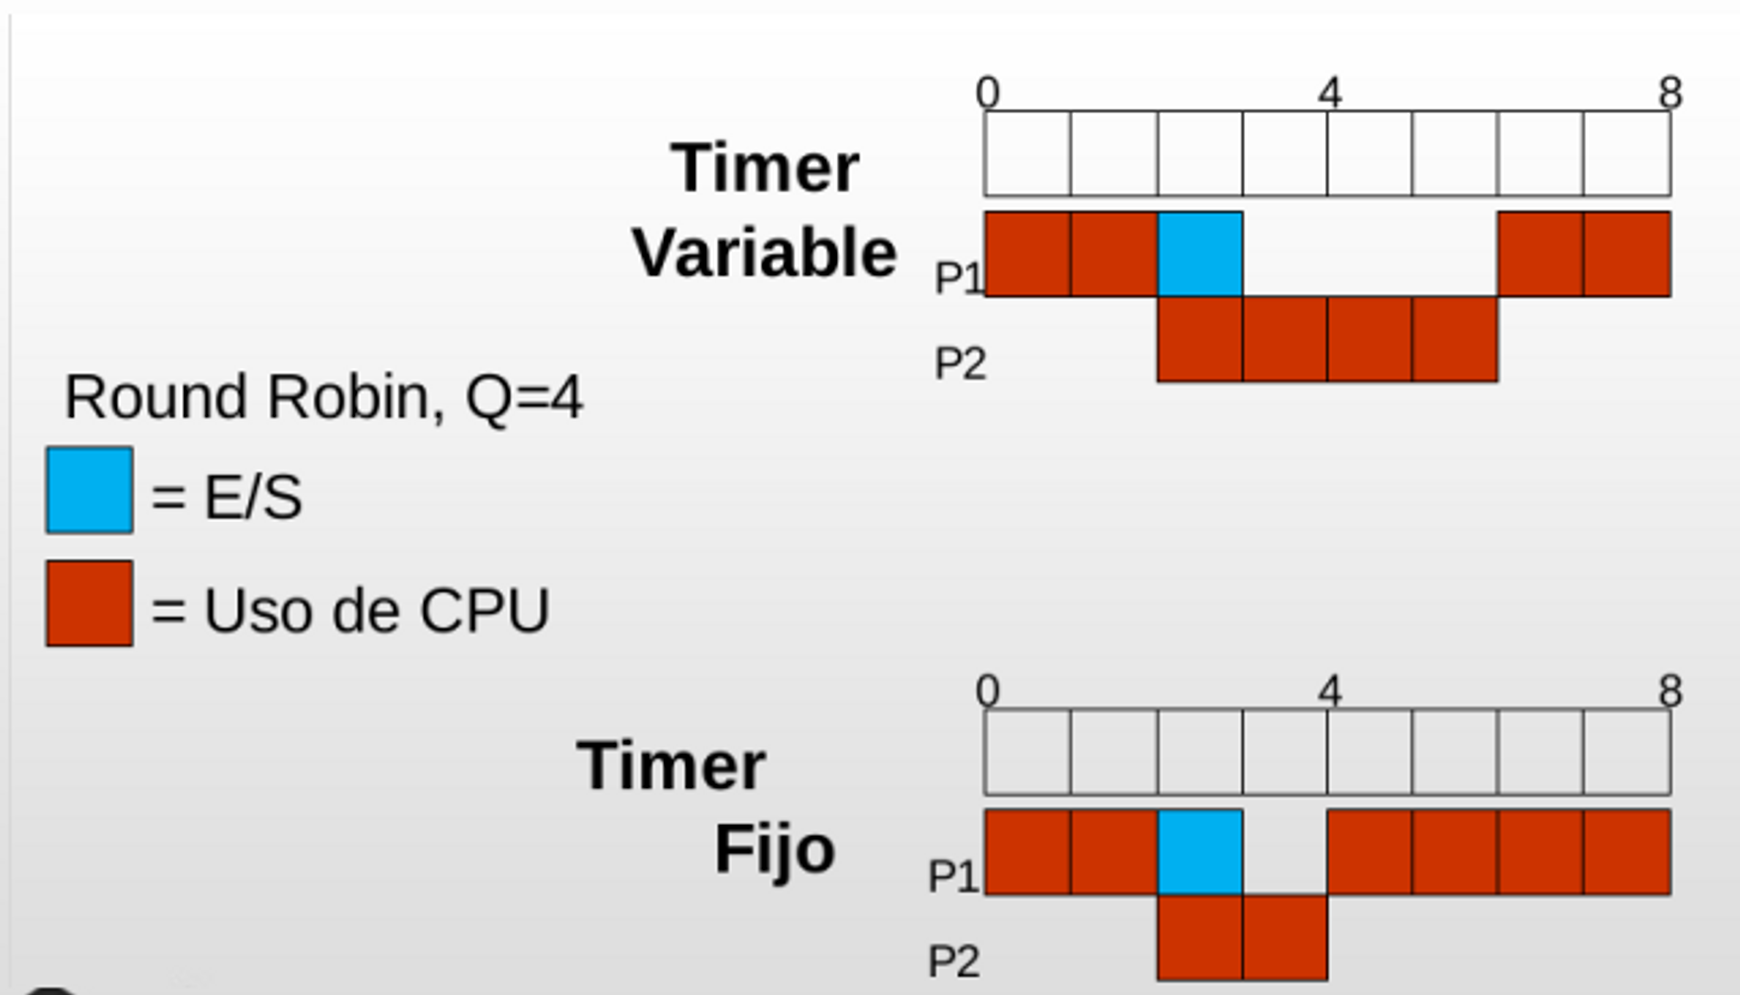 0 4 8
Timer
Variable
P1
P2
Round Robin, Q=4
= E/S
= Uso de CPU
0 4 8
Timer
Fijo
P1
P2